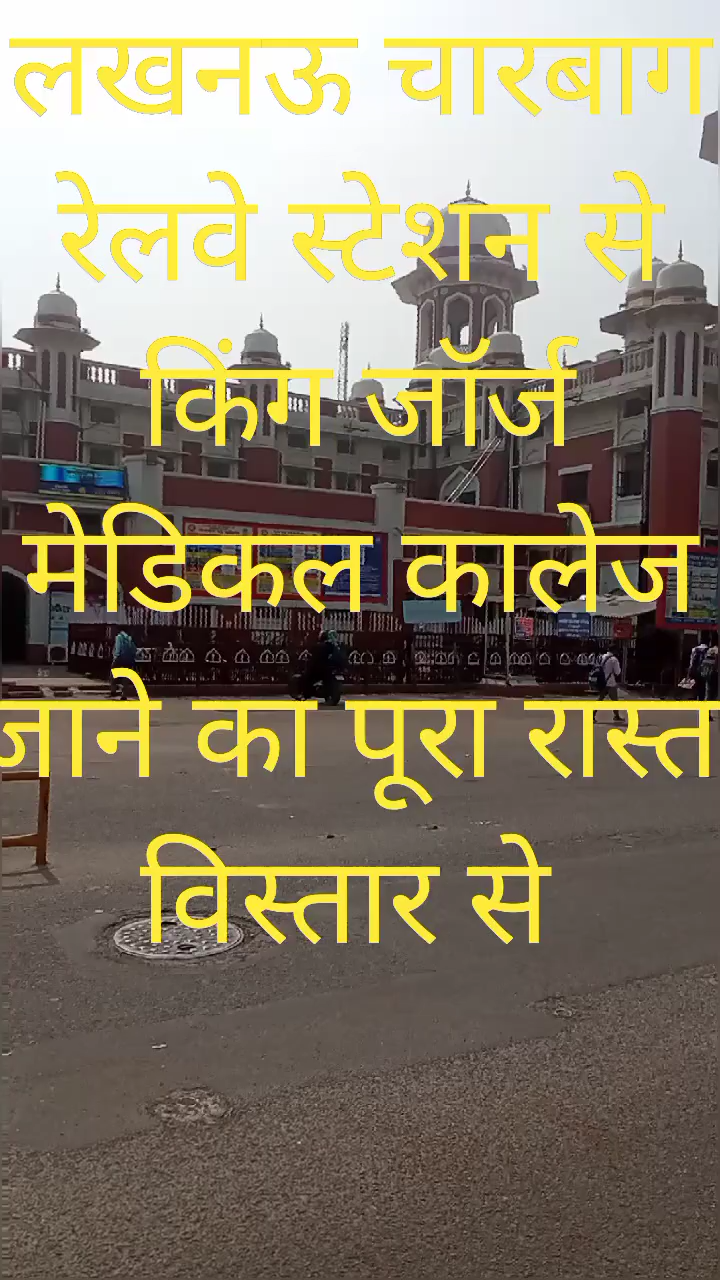 लखनऊ चारबाग
रेलवे स्टेशन से
किंग जॉर्ज
मेडिकल कालेज
जाने का पूरा रास्त
विस्तार से